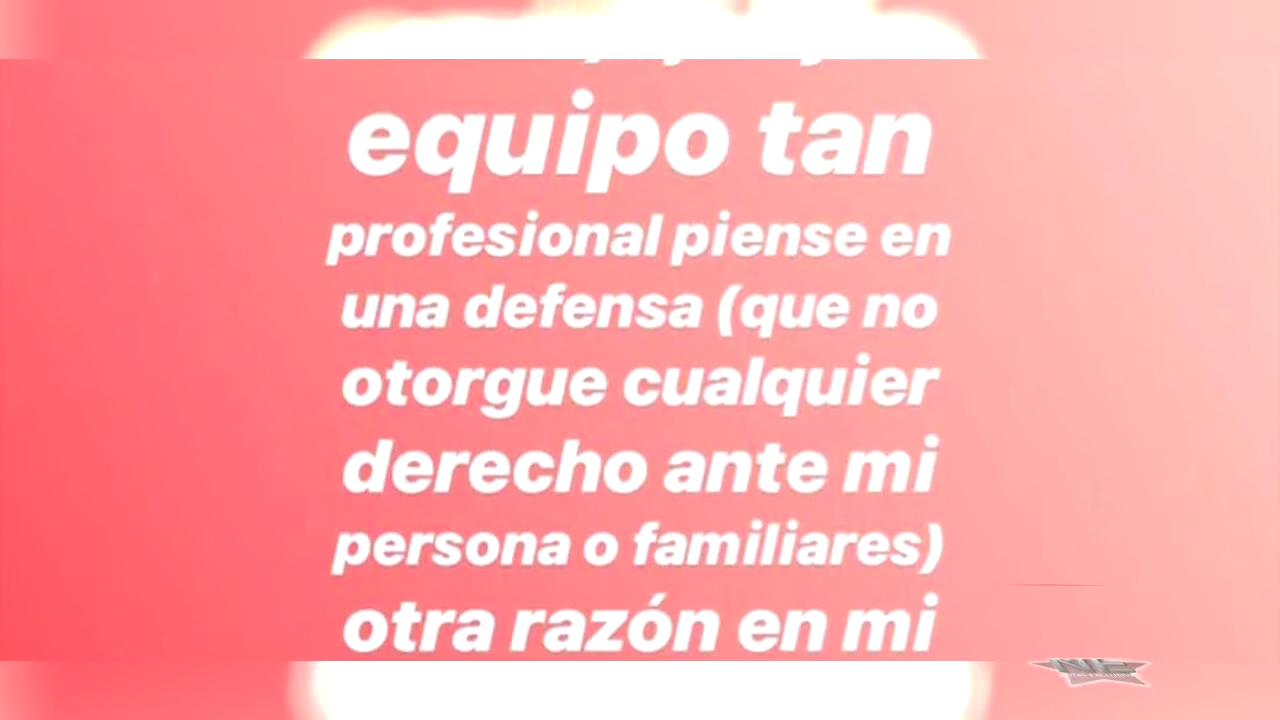 equipo tan
profesional piense en
una defensa (que no
otorgue cualquier
derecho ante mi
persona o familiares)
otra razón en mi